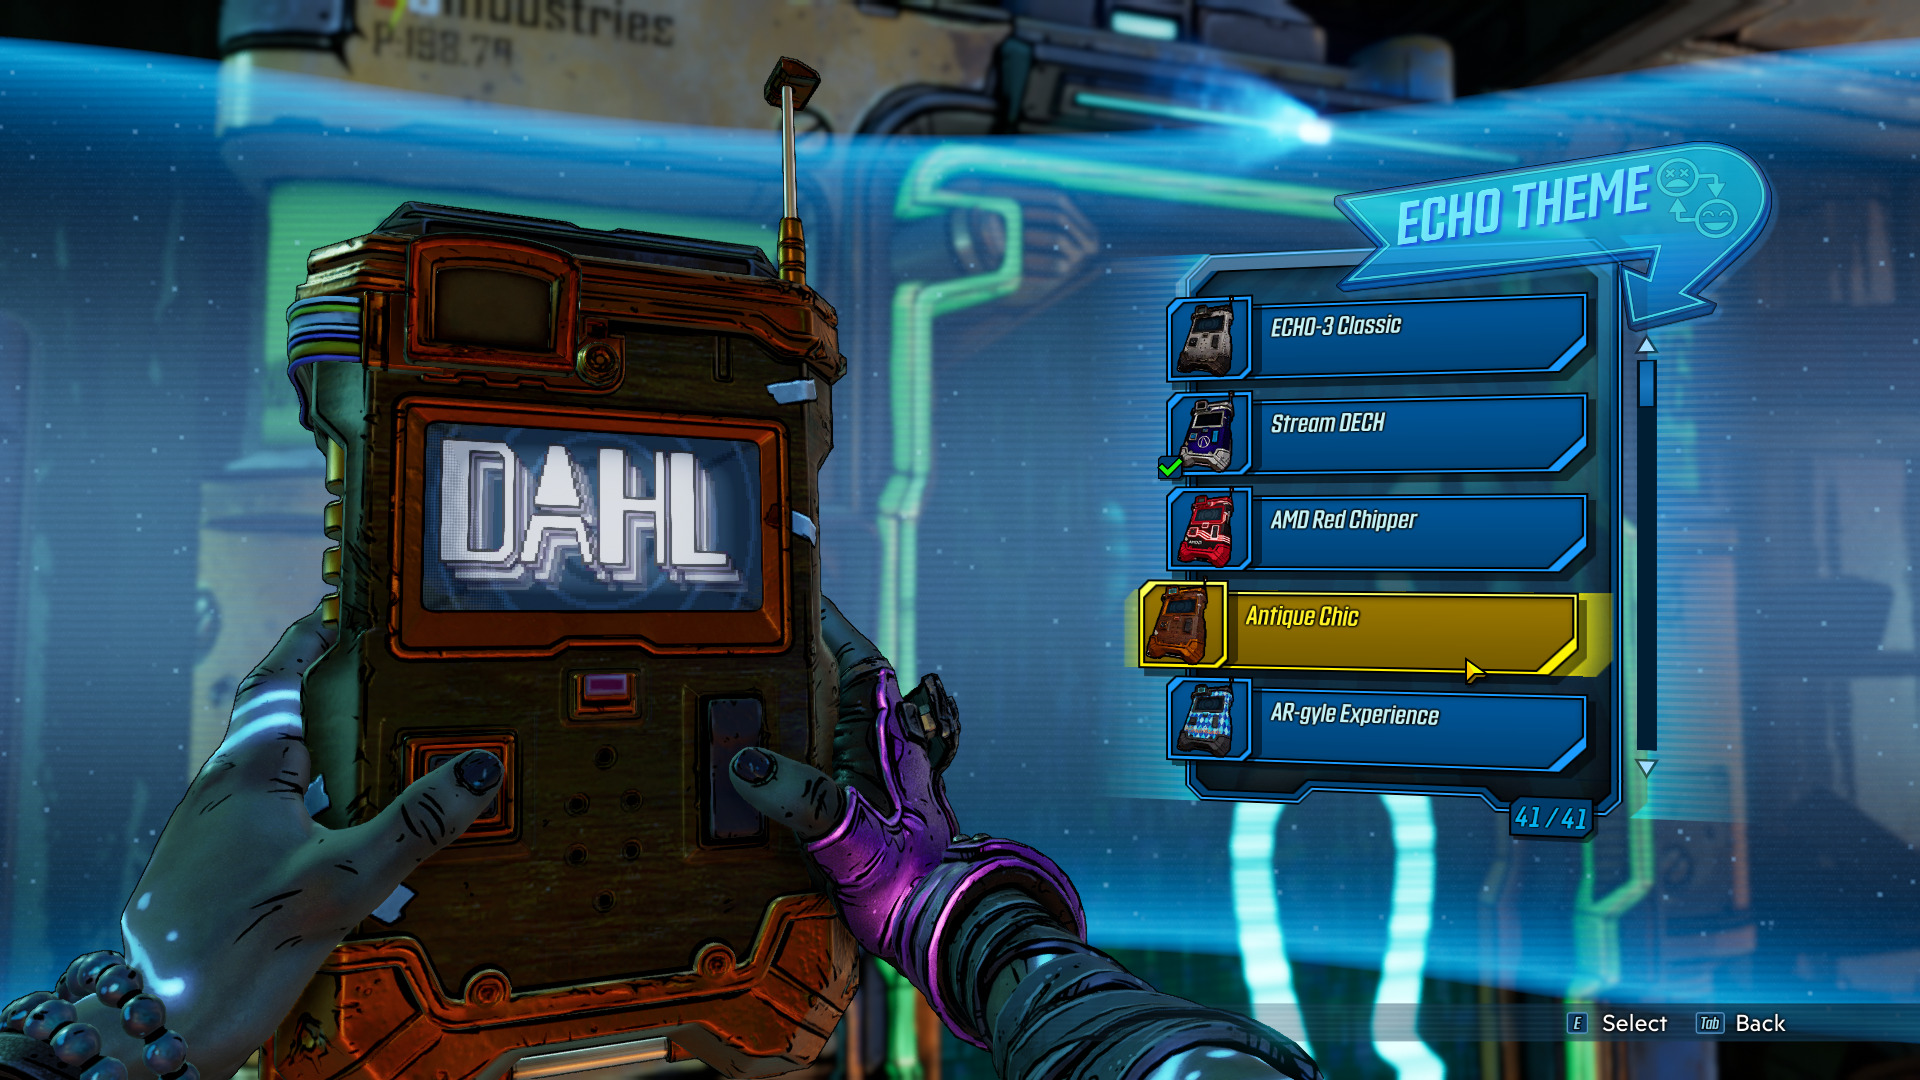 industries
P-198.79
DAHL
ECHO THEME
ECHO-3 Classic
Stream DECH
AMD Red Chipper
Antique Chic
AR-gyle Experience
41/41
E Select Tab Back